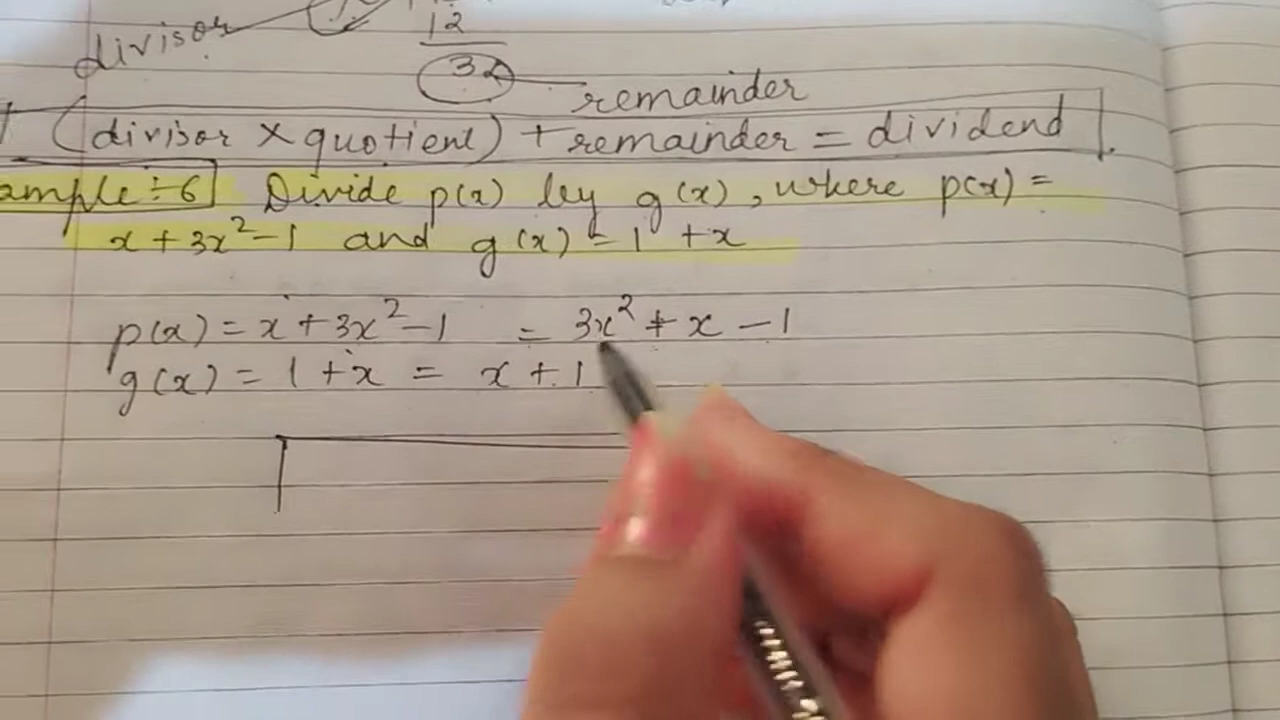 divisor
12
32
remainder
(divisor × quotient) + remainder = dividend
ample:-6 Divide p(x) by g(x), where p(x) =
x + 3x² - 1 and g(x) = 1 + x
p(x) = x + 3x² - 1 = 3x² + x - 1
g(x) = 1 + x = x + 1